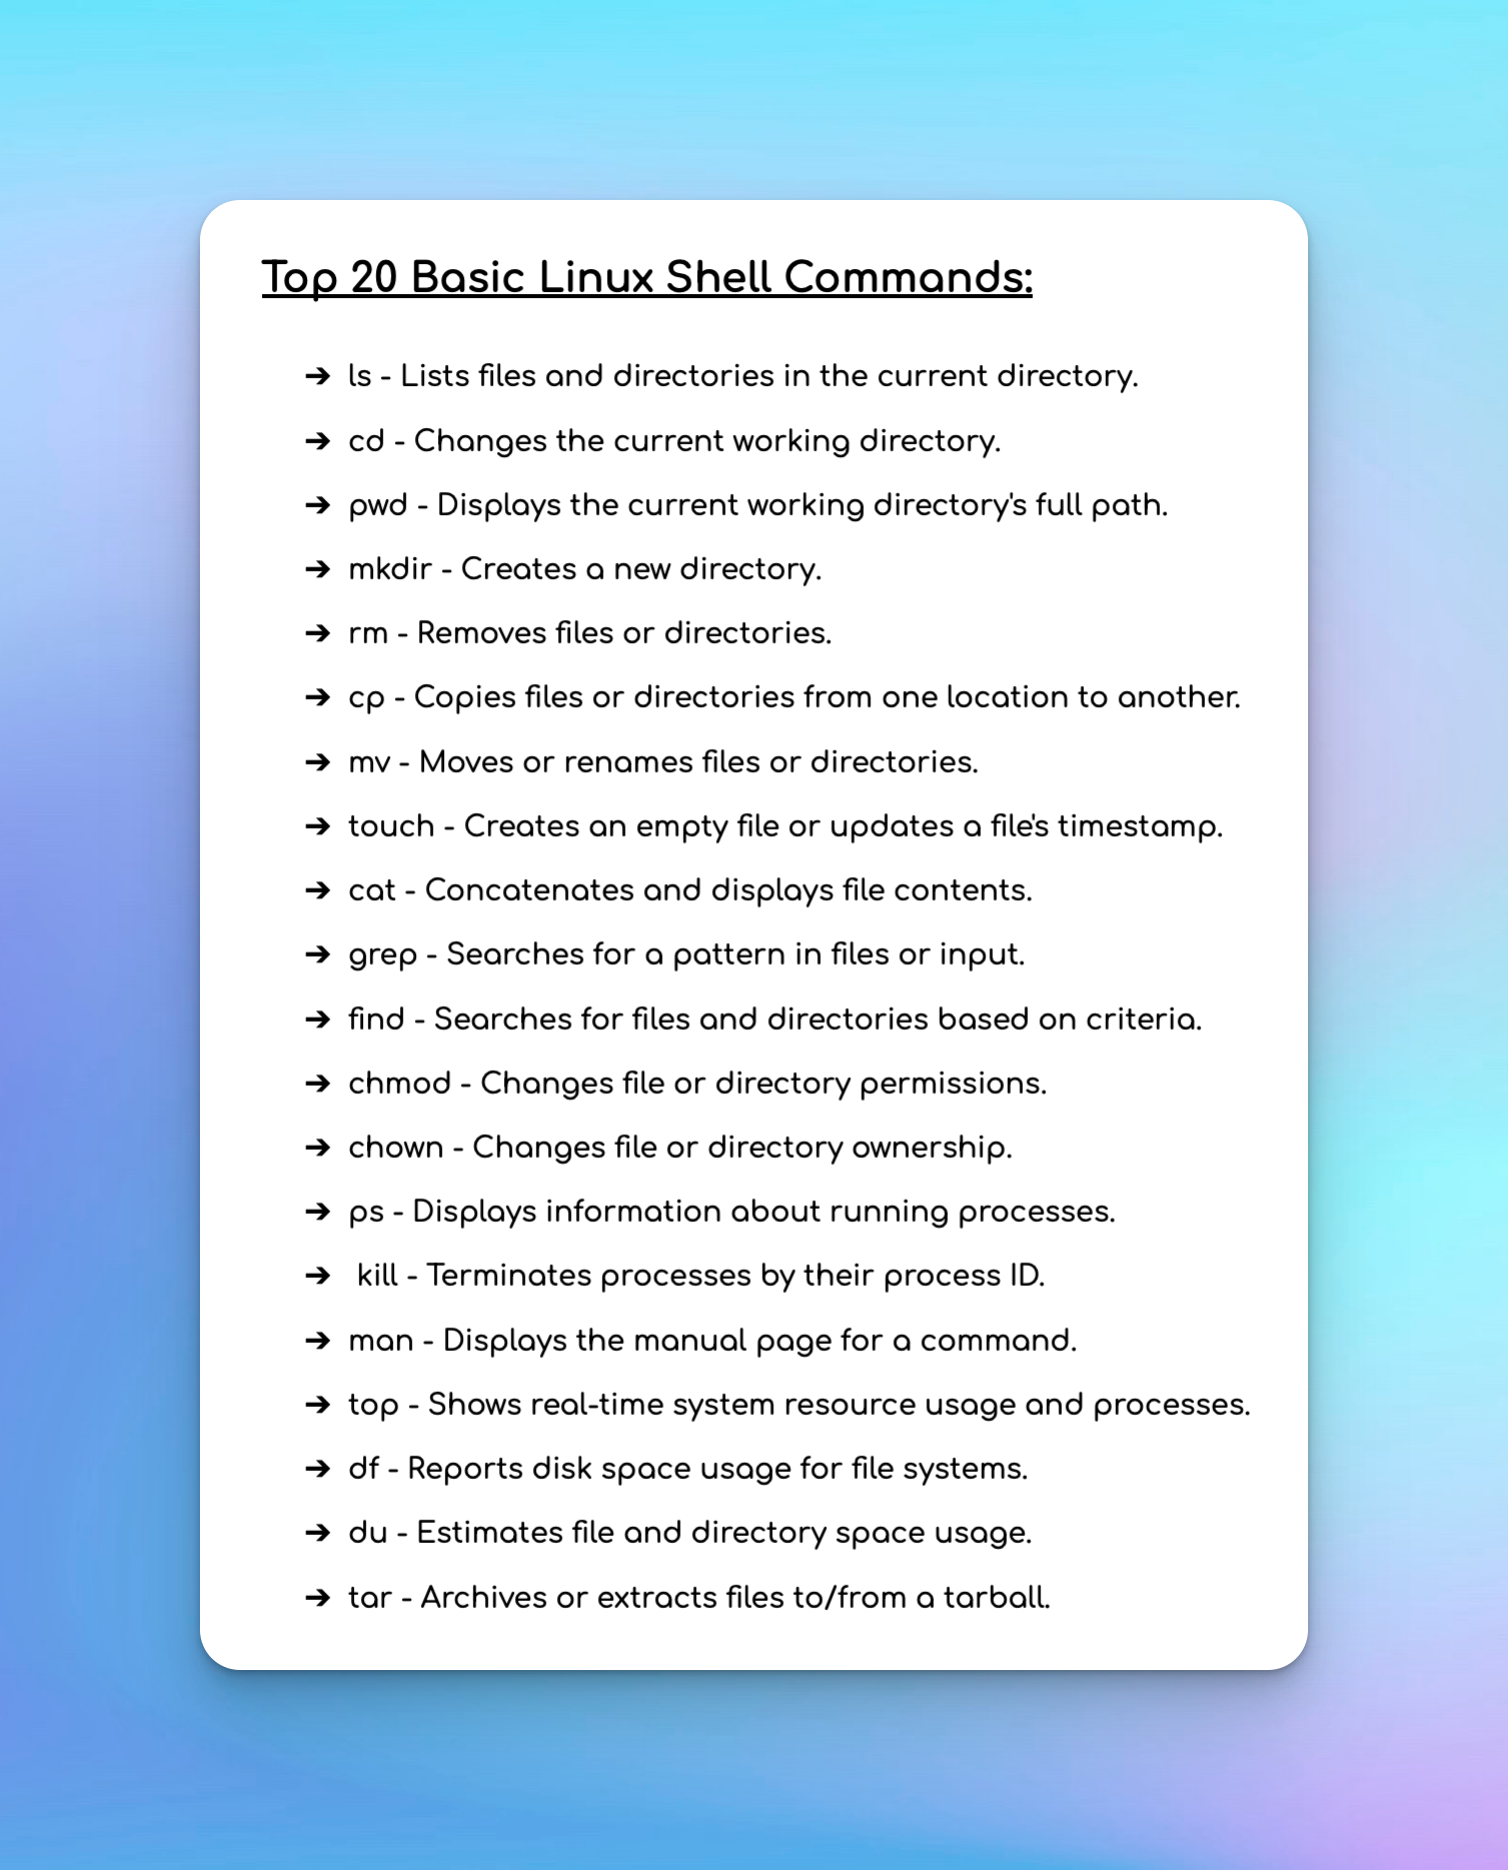 Top 20 Basic Linux Shell Commands:
➔ ls - Lists files and directories in the current directory.
➔ cd - Changes the current working directory.
➔ pwd - Displays the current working directory's full path.
➔ mkdir - Creates a new directory.
➔ rm - Removes files or directories.
➔ cp - Copies files or directories from one location to another.
➔ mv - Moves or renames files or directories.
➔ touch - Creates an empty file or updates a file's timestamp.
➔ cat - Concatenates and displays file contents.
➔ grep - Searches for a pattern in files or input.
➔ find - Searches for files and directories based on criteria.
➔ chmod - Changes file or directory permissions.
➔ chown - Changes file or directory ownership.
➔ ps - Displays information about running processes.
➔ kill - Terminates processes by their process ID.
➔ man - Displays the manual page for a command.
➔ top - Shows real-time system resource usage and processes.
➔ df - Reports disk space usage for file systems.
➔ du - Estimates file and directory space usage.
➔ tar - Archives or extracts files to/from a tarball.